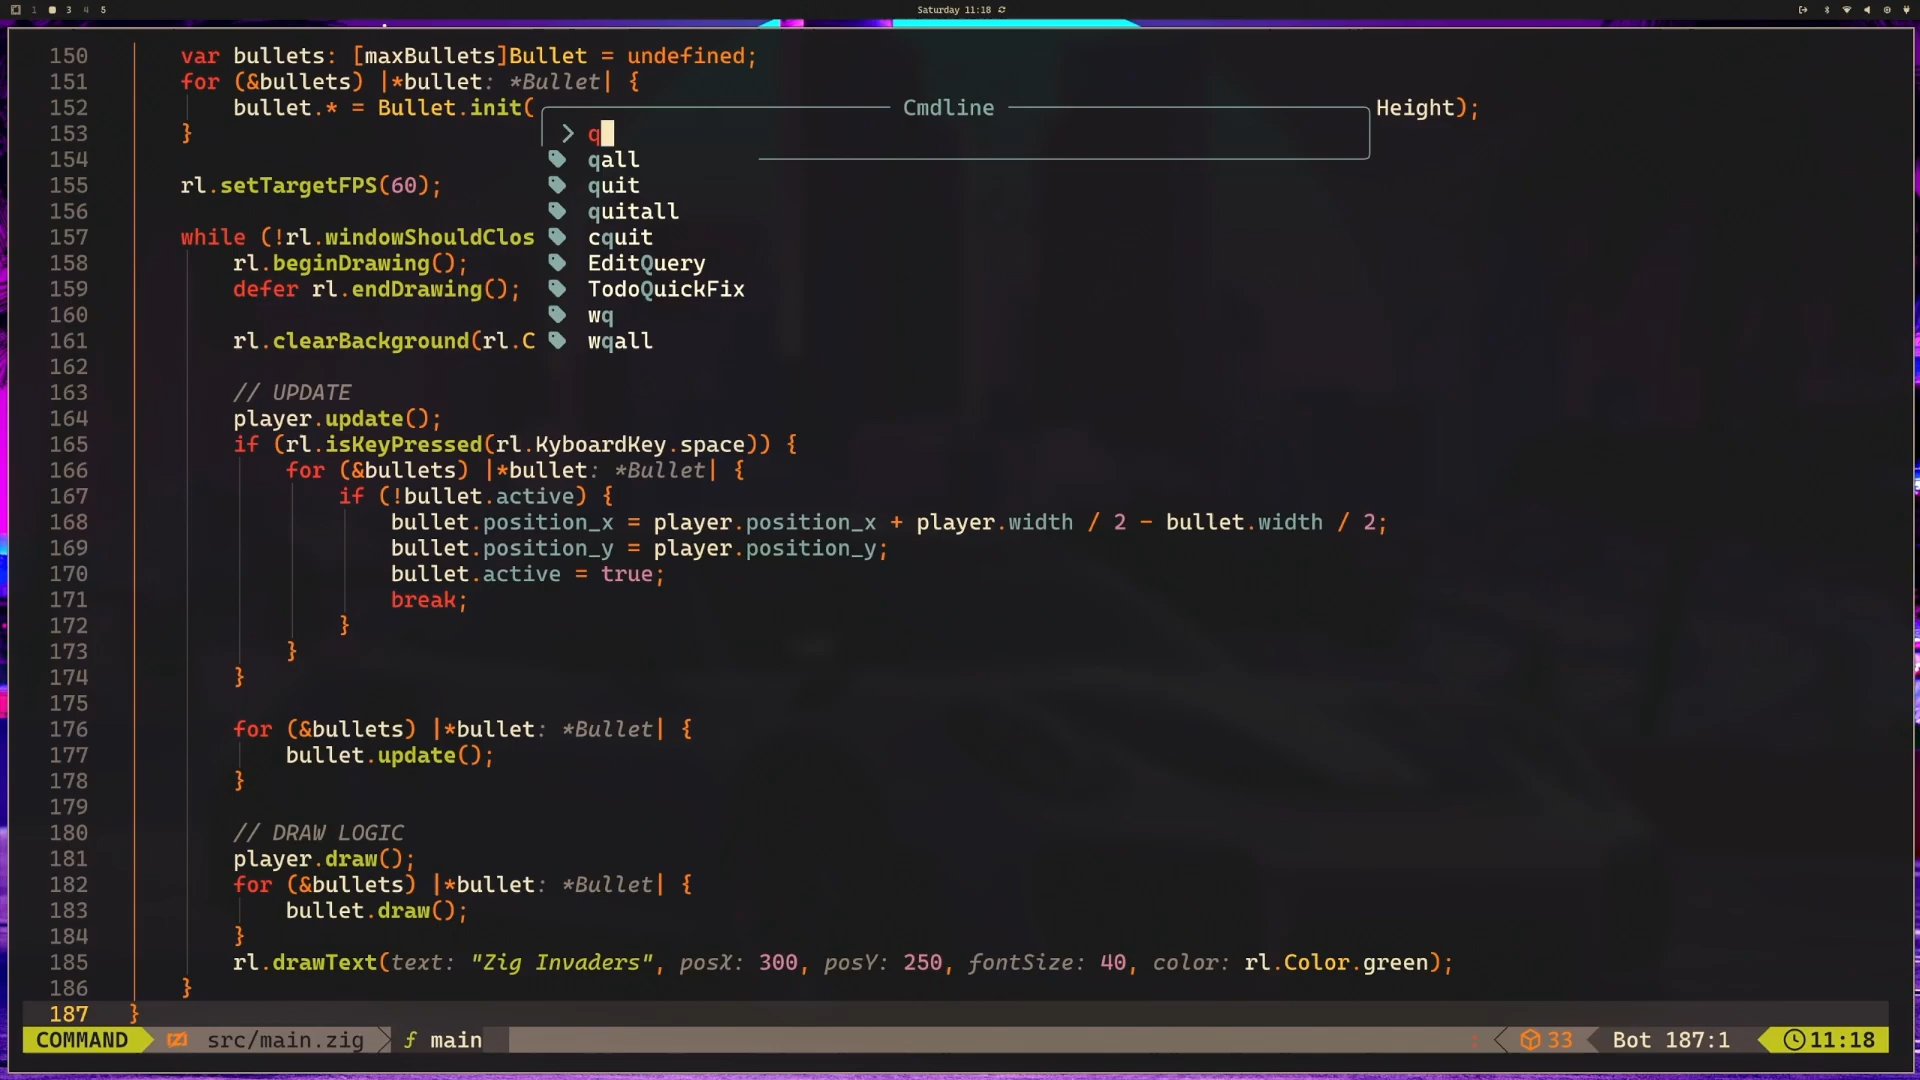 1 3 4 5 Saturday 11:18
150 var bullets: [maxBullets]Bullet = undefined;
151 for (&bullets) |*bullet: *Bullet| {
152 bullet.* = Bullet.init( Cmdline Height);
153 } > q
154 qall
155 rl.setTargetFPS(60); quit
156 quitall
157 while (!rl.windowShouldClos cquit
158 rl.beginDrawing(); EditQuery
159 defer rl.endDrawing(); TodoQuickFix
160 wq
161 rl.clearBackground(rl.C wqall
162
163 // UPDATE
164 player.update();
165 if (rl.isKeyPressed(rl.KyboardKey.space)) {
166 for (&bullets) |*bullet: *Bullet| {
167 if (!bullet.active) {
168 bullet.position_x = player.position_x + player.width / 2 - bullet.width / 2;
169 bullet.position_y = player.position_y;
170 bullet.active = true;
171 break;
172 }
173 }
174 }
175
176 for (&bullets) |*bullet: *Bullet| {
177 bullet.update();
178 }
179
180 // DRAW LOGIC
181 player.draw();
182 for (&bullets) |*bullet: *Bullet| {
183 bullet.draw();
184 }
185 rl.drawText(text: "Zig Invaders", posX: 300, posY: 250, fontSize: 40, color: rl.Color.green);
186 }
187 }
COMMAND src/main.zig f main 33 Bot 187:1 11:18